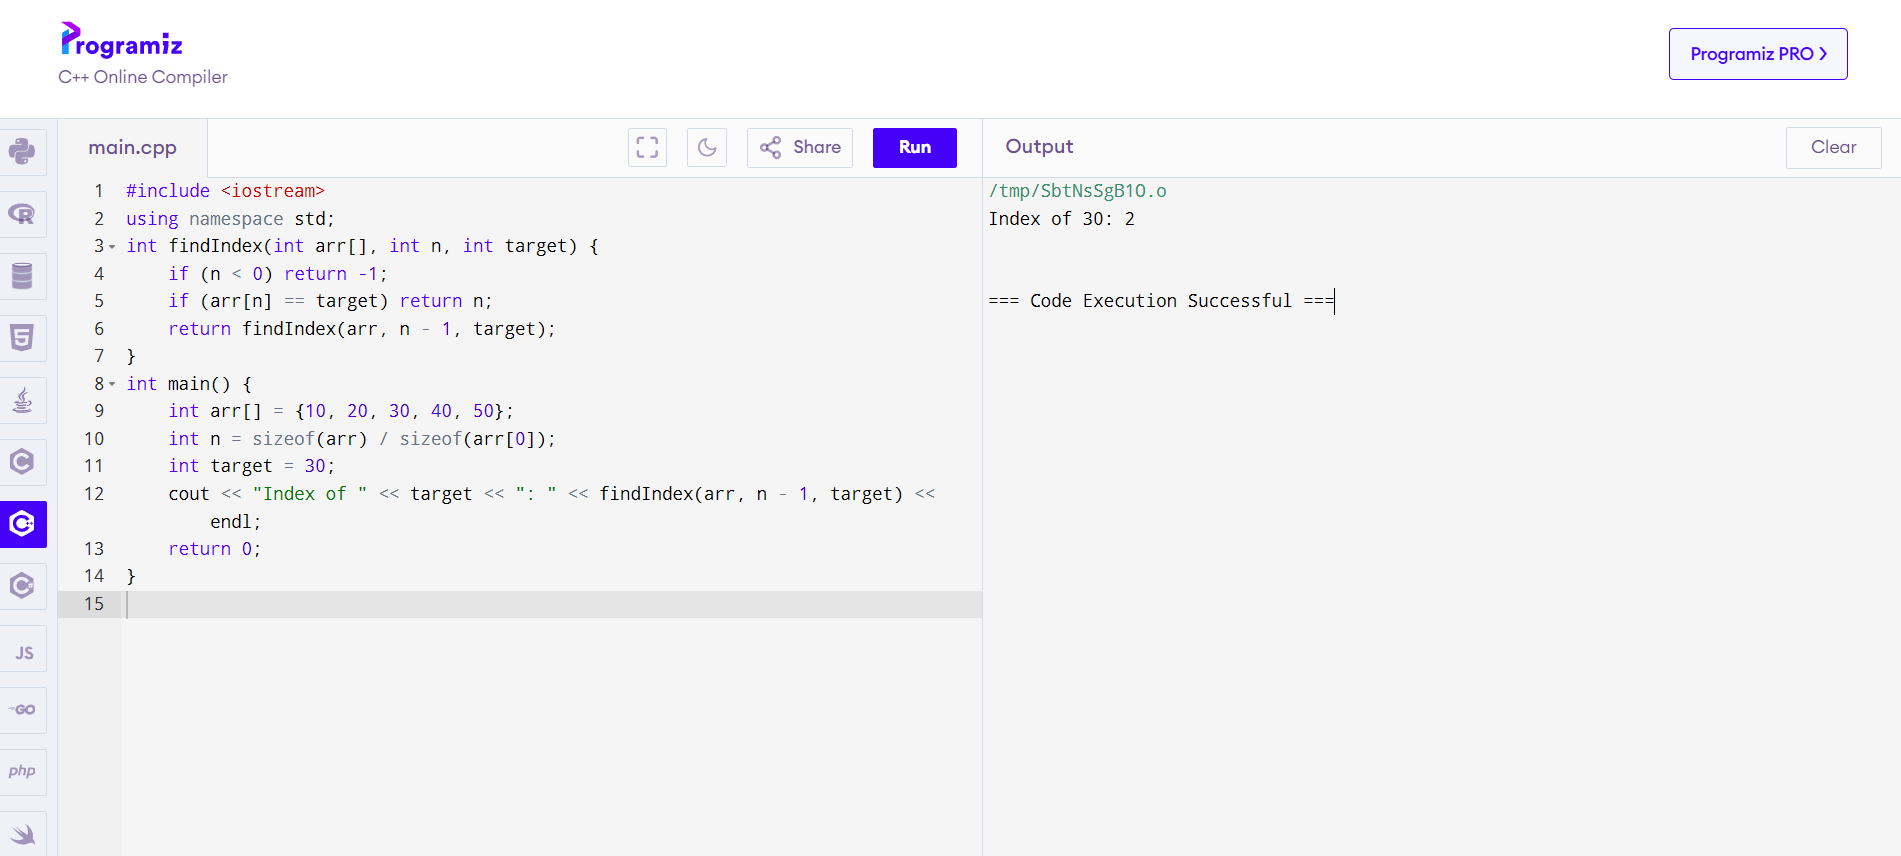 Programiz
C++ Online Compiler
Programiz PRO
main.cpp
Share
Run
Output
Clear
1 #include <iostream>
2 using namespace std;
3 int findIndex(int arr[], int n, int target) {
4     if (n < 0) return -1;
5     if (arr[n] == target) return n;
6     return findIndex(arr, n - 1, target);
7 }
8 int main() {
9     int arr[] = {10, 20, 30, 40, 50};
10     int n = sizeof(arr) / sizeof(arr[0]);
11     int target = 30;
12     cout << "Index of " << target << ": " << findIndex(arr, n - 1, target) <<
        endl;
13     return 0;
14 }
15
/tmp/SbtNsSgB1O.o
Index of 30: 2
=== Code Execution Successful ===
R
5
C
C++
C#
JS
GO
php